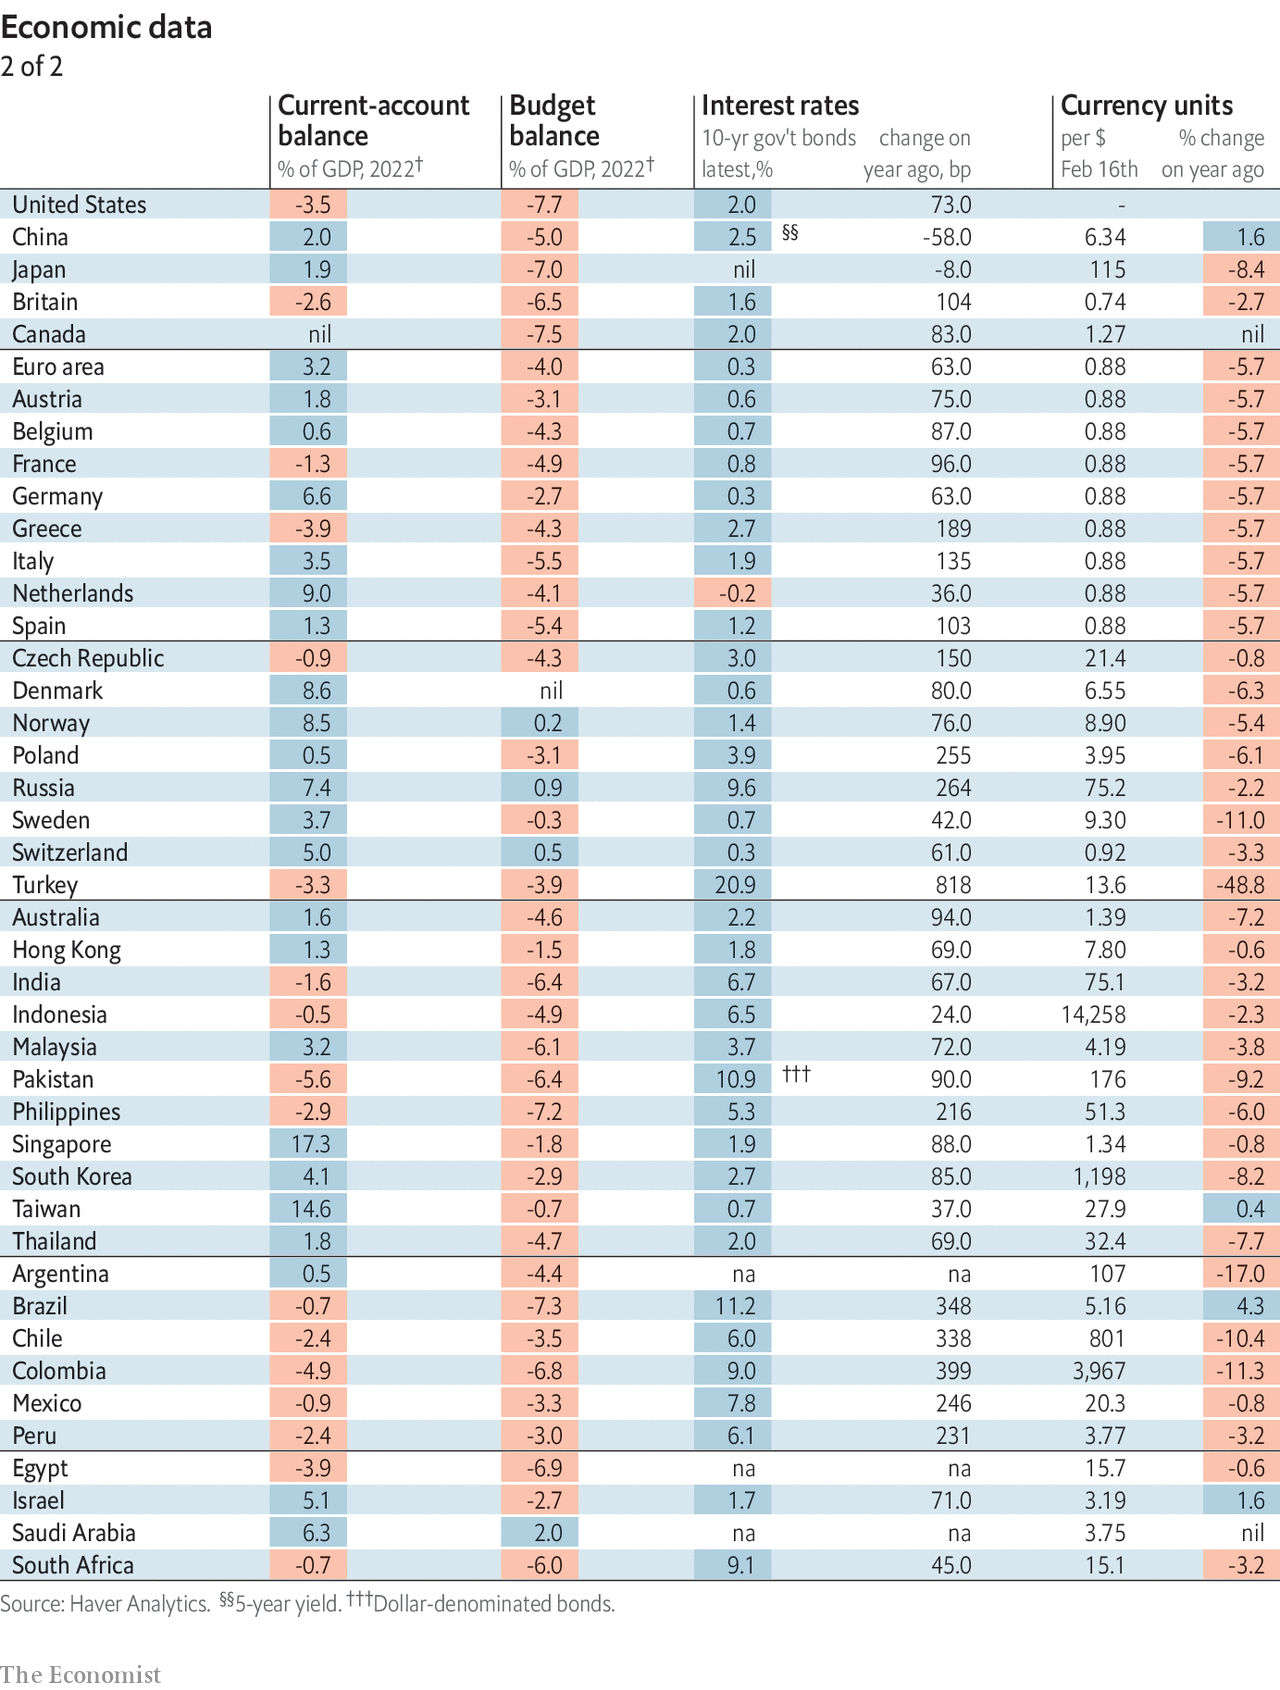 Economic data
2 of 2
Current-account balance Budget balance Interest rates Currency units
% of GDP, 2022† % of GDP, 2022† 10-yr gov't bonds latest,% change on year ago, bp per $ Feb 16th % change on year ago
United States -3.5 -7.7 2.0 73.0 -
China 2.0 -5.0 2.5 §§ -58.0 6.34 1.6
Japan 1.9 -7.0 nil -8.0 115 -8.4
Britain -2.6 -6.5 1.6 104 0.74 -2.7
Canada nil -7.5 2.0 83.0 1.27 nil
Euro area 3.2 -4.0 0.3 63.0 0.88 -5.7
Austria 1.8 -3.1 0.6 75.0 0.88 -5.7
Belgium 0.6 -4.3 0.7 87.0 0.88 -5.7
France -1.3 -4.9 0.8 96.0 0.88 -5.7
Germany 6.6 -2.7 0.3 63.0 0.88 -5.7
Greece -3.9 -4.3 2.7 189 0.88 -5.7
Italy 3.5 -5.5 1.9 135 0.88 -5.7
Netherlands 9.0 -4.1 -0.2 36.0 0.88 -5.7
Spain 1.3 -5.4 1.2 103 0.88 -5.7
Czech Republic -0.9 -4.3 3.0 150 21.4 -0.8
Denmark 8.6 nil 0.6 80.0 6.55 -6.3
Norway 8.5 0.2 1.4 76.0 8.90 -5.4
Poland 0.5 -3.1 3.9 255 3.95 -6.1
Russia 7.4 0.9 9.6 264 75.2 -2.2
Sweden 3.7 -0.3 0.7 42.0 9.30 -11.0
Switzerland 5.0 0.5 0.3 61.0 0.92 -3.3
Turkey -3.3 -3.9 20.9 818 13.6 -48.8
Australia 1.6 -4.6 2.2 94.0 1.39 -7.2
Hong Kong 1.3 -1.5 1.8 69.0 7.80 -0.6
India -1.6 -6.4 6.7 67.0 75.1 -3.2
Indonesia -0.5 -4.9 6.5 24.0 14,258 -2.3
Malaysia 3.2 -6.1 3.7 72.0 4.19 -3.8
Pakistan -5.6 -6.4 10.9 ††† 90.0 176 -9.2
Philippines -2.9 -7.2 5.3 216 51.3 -6.0
Singapore 17.3 -1.8 1.9 88.0 1.34 -0.8
South Korea 4.1 -2.9 2.7 85.0 1,198 -8.2
Taiwan 14.6 -0.7 0.7 37.0 27.9 0.4
Thailand 1.8 -4.7 2.0 69.0 32.4 -7.7
Argentina 0.5 -4.4 na na 107 -17.0
Brazil -0.7 -7.3 11.2 348 5.16 4.3
Chile -2.4 -3.5 6.0 338 801 -10.4
Colombia -4.9 -6.8 9.0 399 3,967 -11.3
Mexico -0.9 -3.3 7.8 246 20.3 -0.8
Peru -2.4 -3.0 6.1 231 3.77 -3.2
Egypt -3.9 -6.9 na na 15.7 -0.6
Israel 5.1 -2.7 1.7 71.0 3.19 1.6
Saudi Arabia 6.3 2.0 na na 3.75 nil
South Africa -0.7 -6.0 9.1 45.0 15.1 -3.2
Source: Haver Analytics. §§5-year yield. †††Dollar-denominated bonds.
The Economist